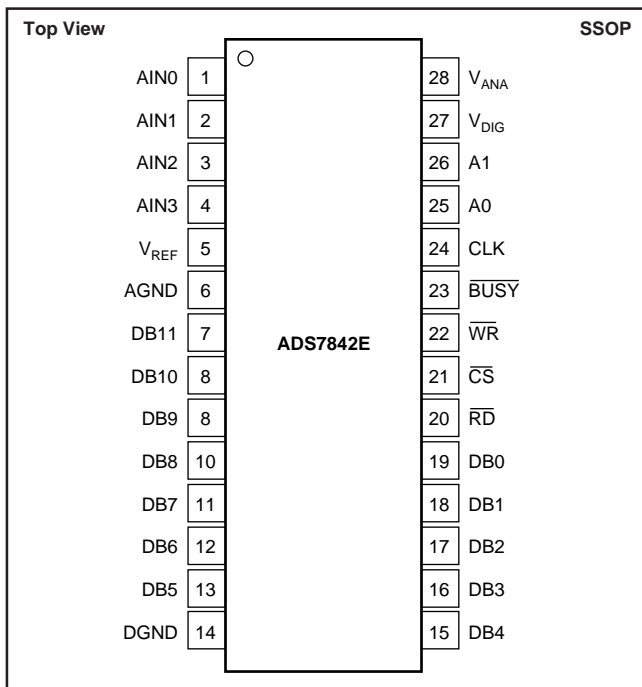 Top View SSOP
AIN0 1 28 VANA
AIN1 2 27 VDIG
AIN2 3 26 A1
AIN3 4 25 A0
VREF 5 24 CLK
AGND 6 23 BUSY
DB11 7 22 WR
ADS7842E
DB10 8 21 CS
DB9 8 20 RD
DB8 10 19 DB0
DB7 11 18 DB1
DB6 12 17 DB2
DB5 13 16 DB3
DGND 14 15 DB4